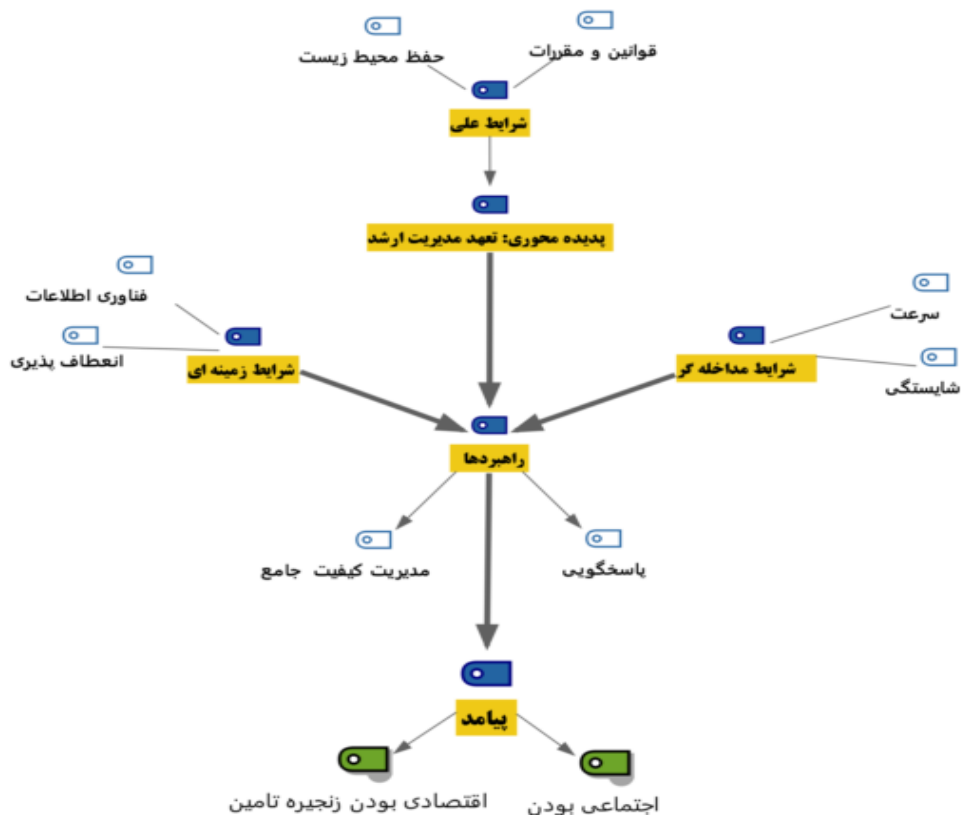 قوانین و مقررات
حفظ محیط زیست
شرایط علی
پدیده محوری: تعهد مدیریت ارشد
سرعت
شایستگی
شرایط مداخله گر
فناوری اطلاعات
انعطاف پذیری
شرایط زمینه ای
راهبردها
پاسخگویی
مدیریت کیفیت جامع
پیامد
اجتماعی بودن
اقتصادی بودن زنجیره تامین